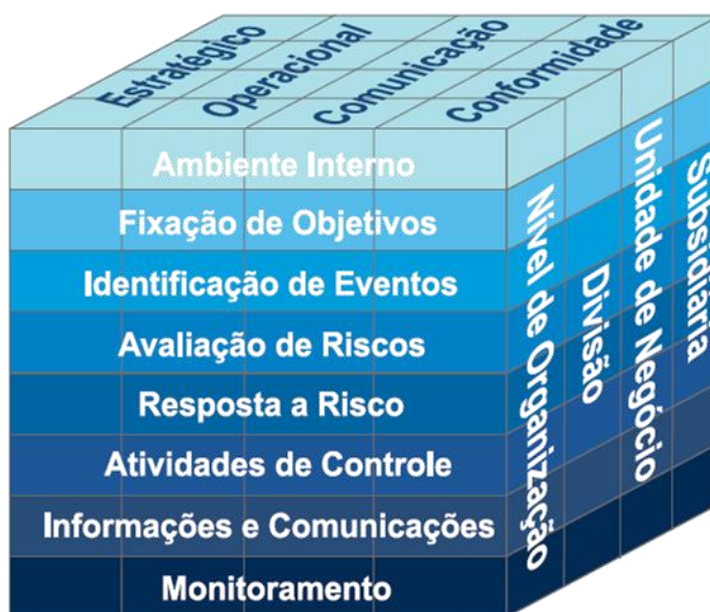 Estratégico
Operacional
Comunicação
Conformidade
Ambiente Interno
Fixação de Objetivos
Identificação de Eventos
Avaliação de Riscos
Resposta a Risco
Atividades de Controle
Informações e Comunicações
Monitoramento
Nível de Organização
Divisão
Unidade de Negócio
Subsidiaria